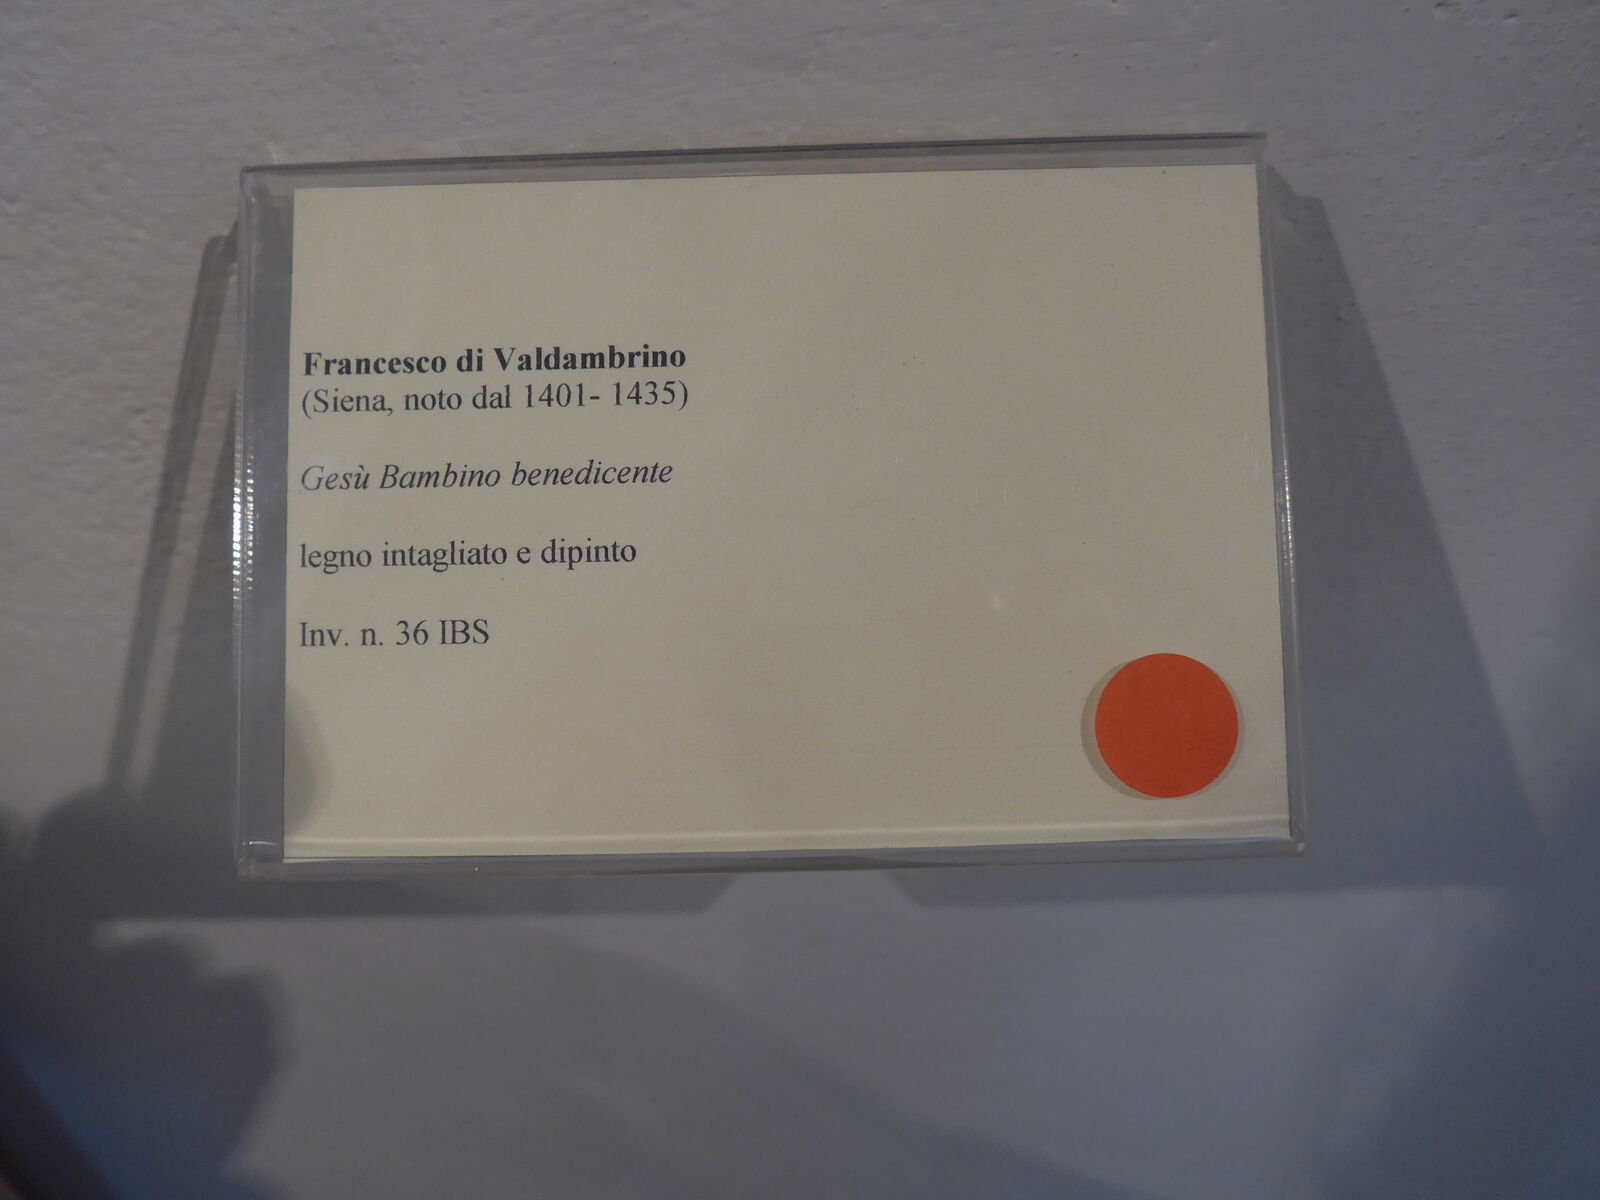 Francesco di Valdambrino
(Siena, noto dal 1401- 1435)
Gesù Bambino benedicente
legno intagliato e dipinto
Inv. n. 36 IBS